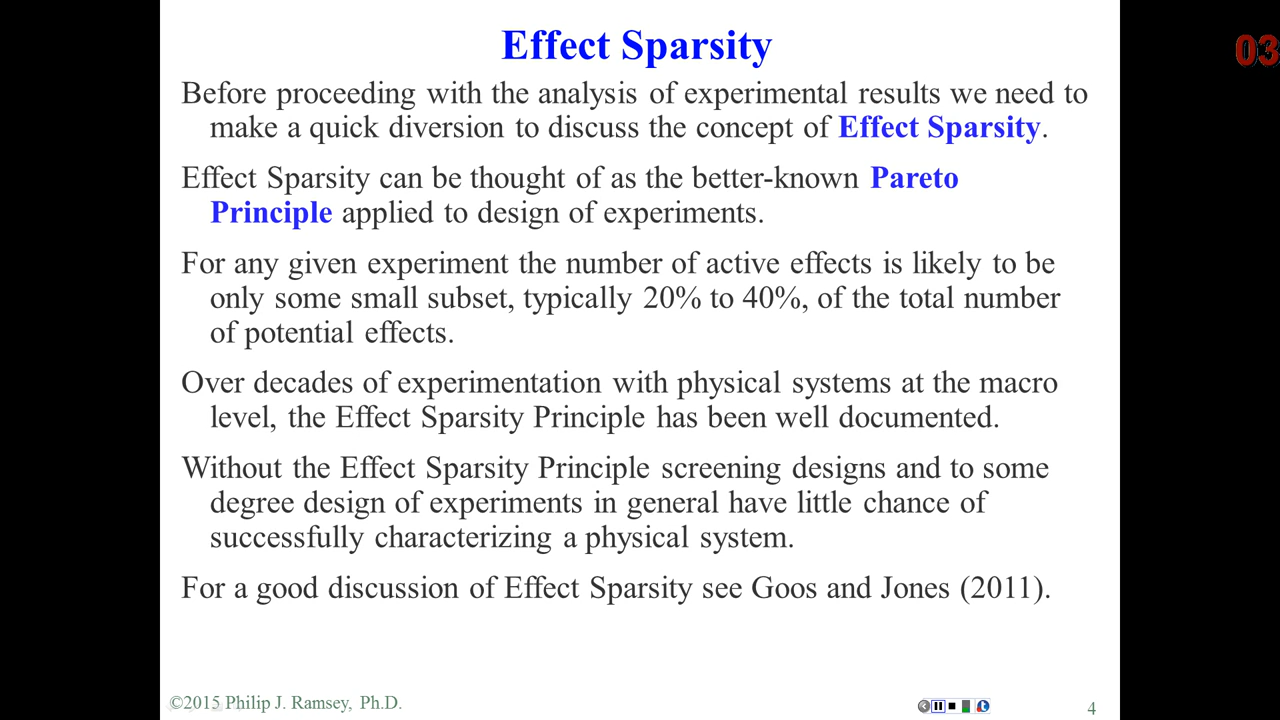 Effect Sparsity
03
Before proceeding with the analysis of experimental results we need to
make a quick diversion to discuss the concept of Effect Sparsity.
Effect Sparsity can be thought of as the better-known Pareto
Principle applied to design of experiments.
For any given experiment the number of active effects is likely to be
only some small subset, typically 20% to 40%, of the total number
of potential effects.
Over decades of experimentation with physical systems at the macro
level, the Effect Sparsity Principle has been well documented.
Without the Effect Sparsity Principle screening designs and to some
degree design of experiments in general have little chance of
successfully characterizing a physical system.
For a good discussion of Effect Sparsity see Goos and Jones (2011).
©2015 Philip J. Ramsey, Ph.D.
4